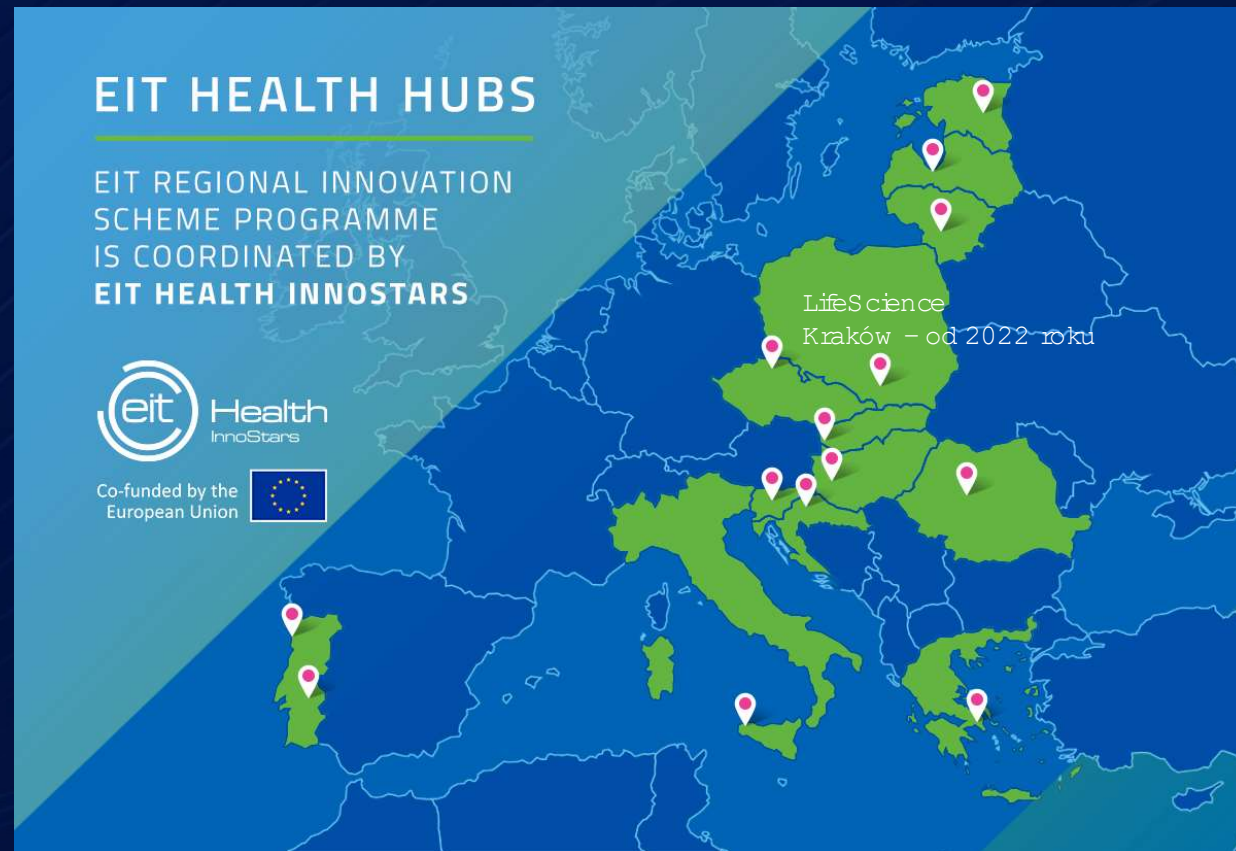 EIT HEALTH HUBS
EIT REGIONAL INNOVATION
SCHEME PROGRAMME
IS COORDINATED BY
EIT HEALTH INNOSTARS
eit Health
InnoStars
Co-funded by the
European Union
LifeScience
Kraków – od 2022 roku